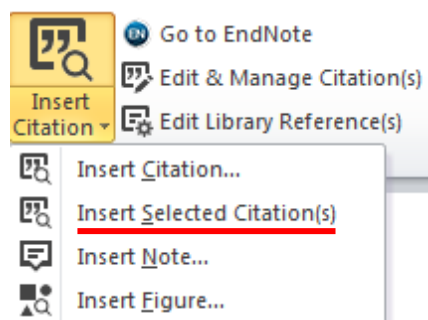 EN Go to EndNote
Edit & Manage Citation(s)
Insert
Citation
Edit Library Reference(s)
Insert Citation...
Insert Selected Citation(s)
Insert Note...
Insert Figure...